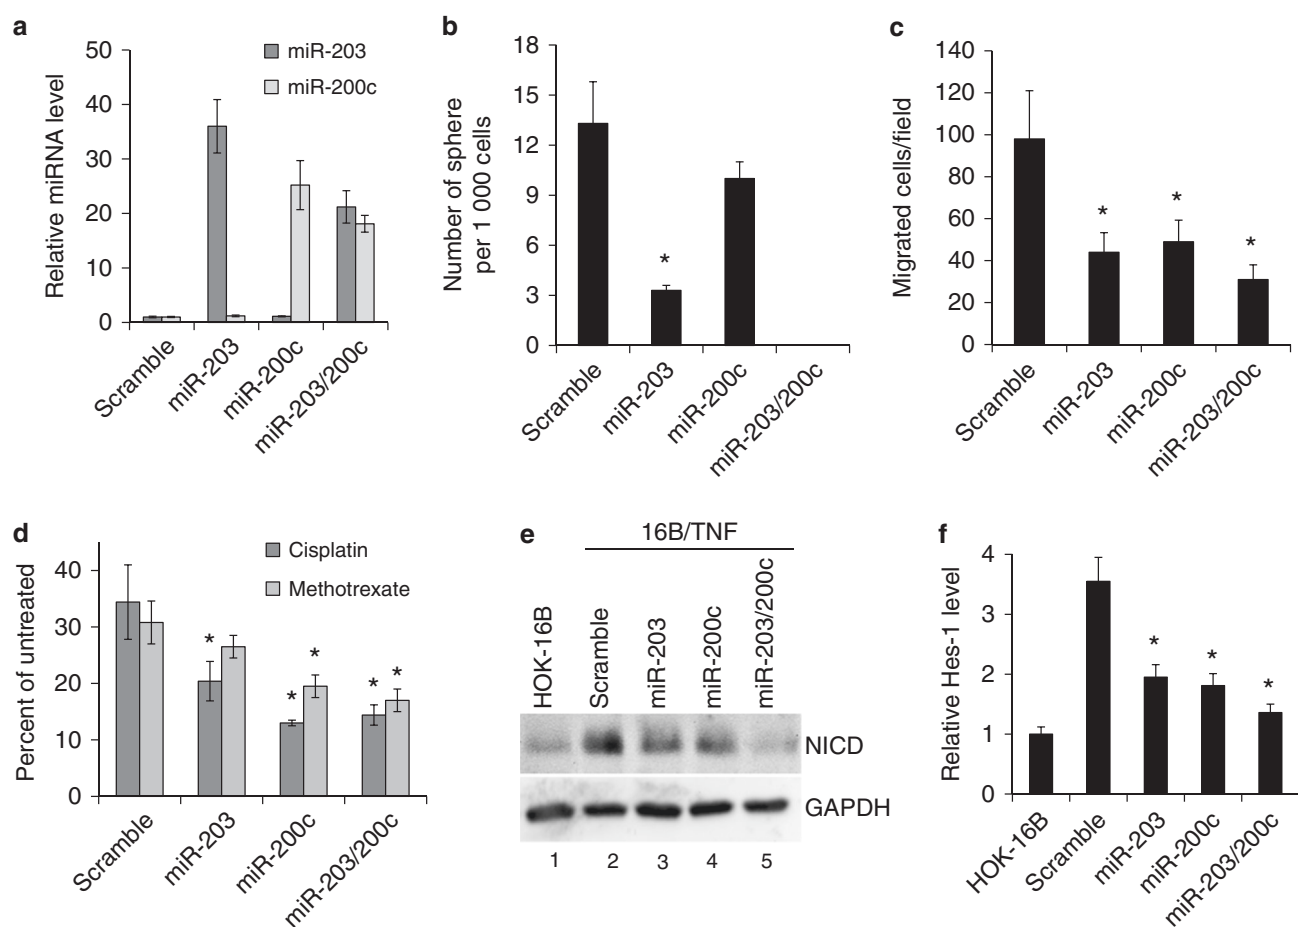 a
50
40
30
20
10
0
Relative miRNA level
miR-203
miR-200c
Scramble
miR-203
miR-200c
miR-203/200c
b
18
15
12
9
6
3
0
Number of sphere
per 1 000 cells
*
Scramble
miR-203
miR-200c
miR-203/200c
c
140
120
100
80
60
40
20
0
Migrated cells/field
*
*
*
Scramble
miR-203
miR-200c
miR-203/200c
d
40
30
20
10
0
Percent of untreated
Cisplatin
Methotrexate
*
*
*
*
*
Scramble
miR-203
miR-200c
miR-203/200c
e
16B/TNF
HOK-16B
Scramble
miR-203
miR-200c
miR-203/200c
NICD
GAPDH
1 2 3 4 5
f
4
3
2
1
0
Relative Hes-1 level
*
*
*
HOK-16B
Scramble
miR-203
miR-200c
miR-203/200c